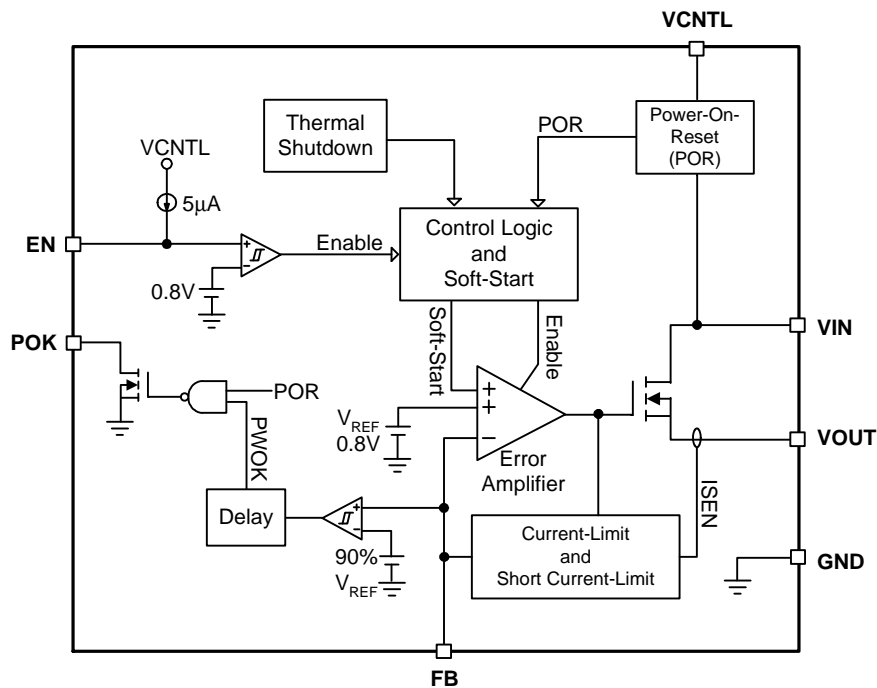 VCNTL
Thermal
Shutdown
POR
Power-On-
Reset
(POR)
VCNTL
5μA
EN
Enable
Control Logic
and
Soft-Start
0.8V
Soft-Start
Enable
VIN
POK
POR
VREF
0.8V
PWOK
Error
Amplifier
VOUT
ISEN
Delay
90%
VREF
Current-Limit
and
Short Current-Limit
GND
FB